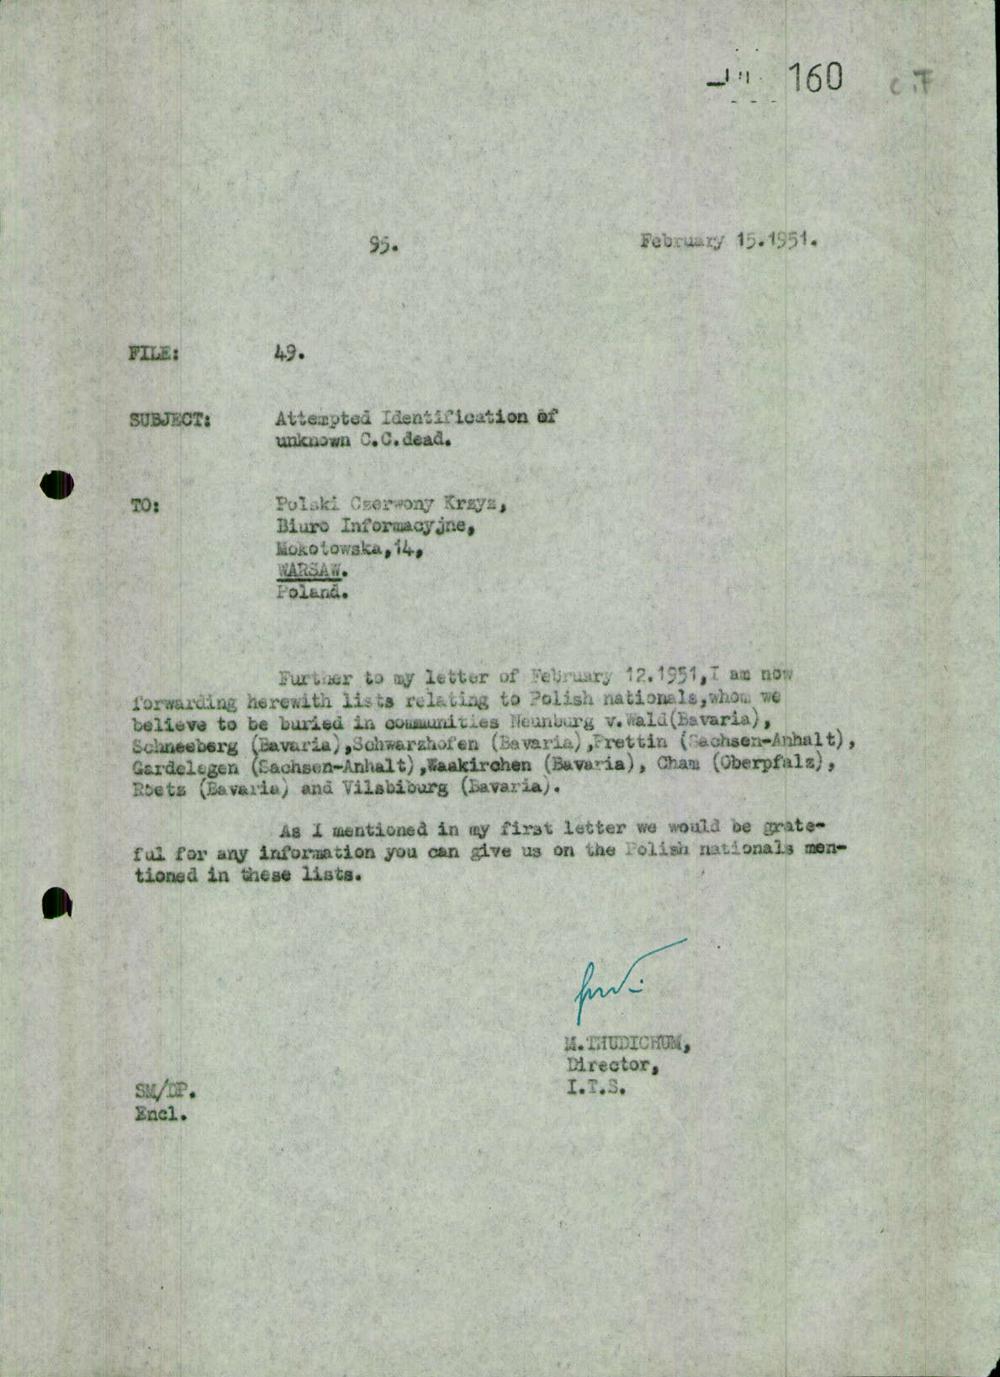 160
95. February 15.1951.
FILE: 49.
SUBJECT: Attempted Identification of
unknown C.C.dead.
TO: Polski Czerwony Krzyz,
Biuro Informacyjne,
Mokotowska,14,
WARSAW.
Poland.
Further to my letter of February 12.1951,I am now
forwarding herewith lists relating to Polish nationals,whom we
believe to be buried in communities Neunburg v.Wald(Bavaria),
Schneeberg (Bavaria),Schwarzhofen (Bavaria),Prettin (Sachsen-Anhalt),
Gardelegen (Sachsen-Anhalt),Waakirchen (Bavaria), Cham (Oberpfalz),
Roetz (Bavaria) and Vilsbiburg (Bavaria).
As I mentioned in my first letter we would be grate-
ful for any information you can give us on the Polish nationals men-
tioned in these lists.
M.THUDICHUM,
Director,
I.T.S.
SM/DP.
Encl.